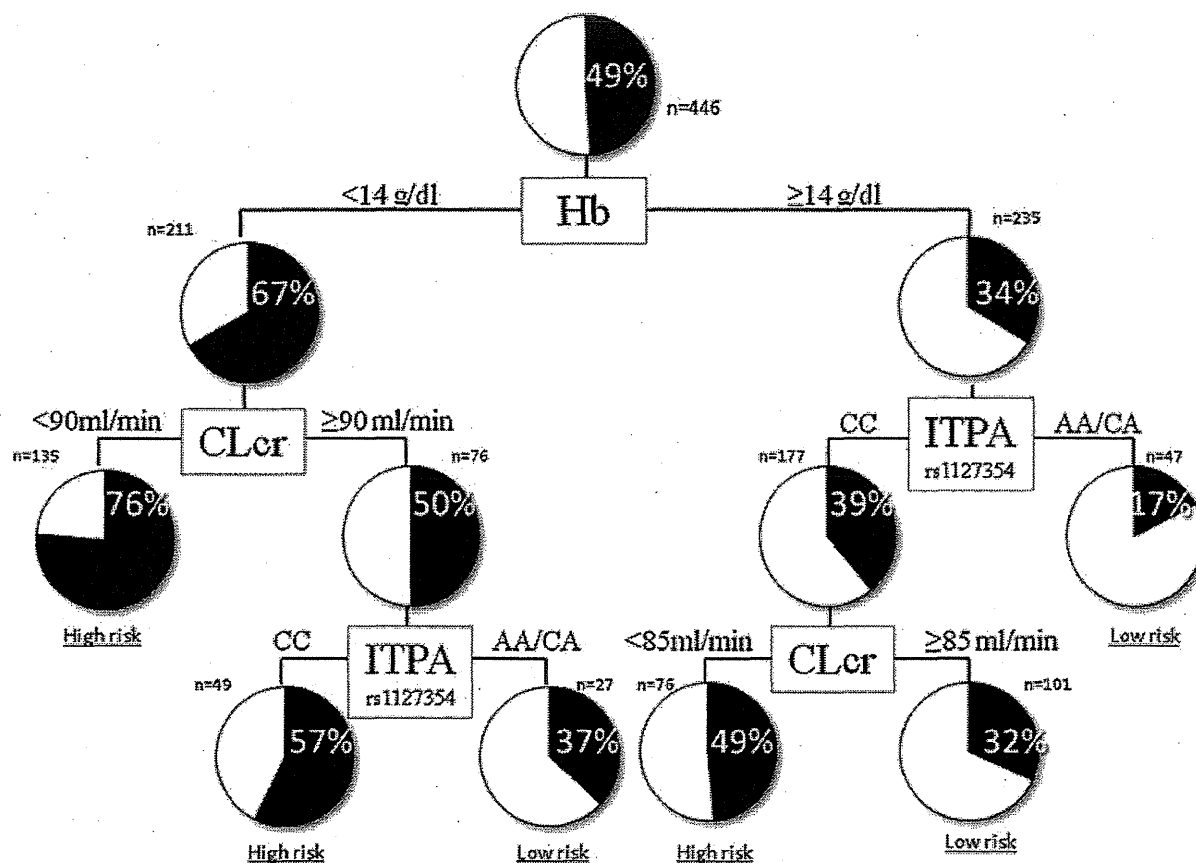 49%
n=446
<14 g/dl
Hb
≥14 g/dl
n=211
n=235
67%
34%
<90ml/min
CLcr
≥90 ml/min
CC
ITPA
rs1127354
AA/CA
n=135
n=76
n=177
n=47
76%
50%
39%
17%
High risk
Low risk
CC
ITPA
rs1127354
AA/CA
<85ml/min
CLcr
≥85 ml/min
n=49
n=27
n=76
n=101
57%
37%
49%
32%
High risk
Low risk
High risk
Low risk